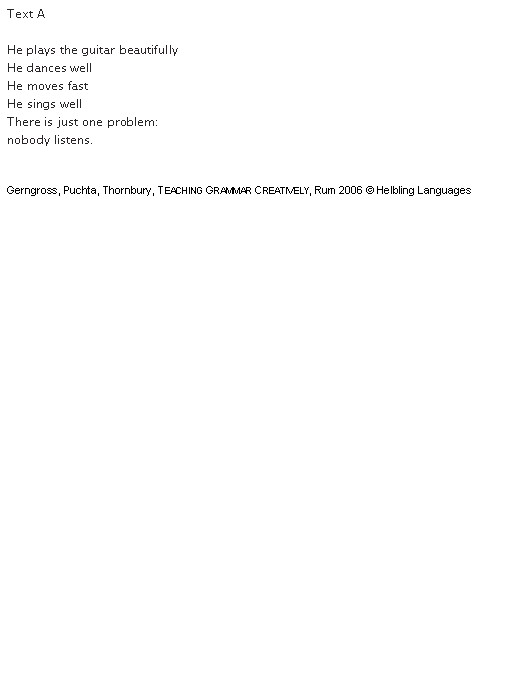 Text A
He plays the guitar beautifully
He dances well
He moves fast
He sings well
There is just one problem:
nobody listens.
Gerngross, Puchta, Thornbury, TEACHING GRAMMAR CREATIVELY, Rum 2006 © Helbling Languages